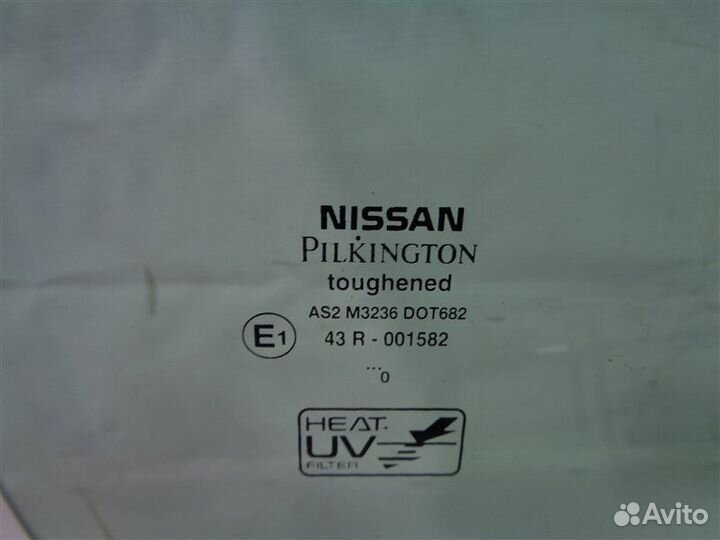 NISSAN
PILKINGTON
toughened
AS2 M3236 DOT682
E1
43 R - 001582
...0
HEAT.
UV
FILTER
Avito